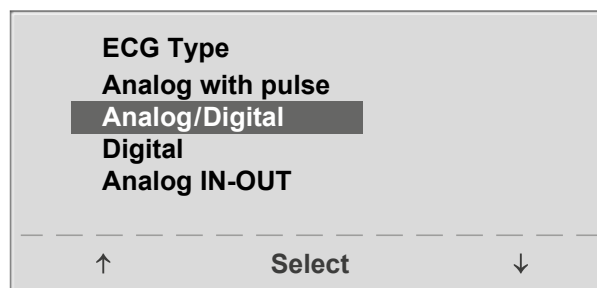 ECG Type
Analog with pulse
Analog/Digital
Digital
Analog IN-OUT
↑ Select ↓